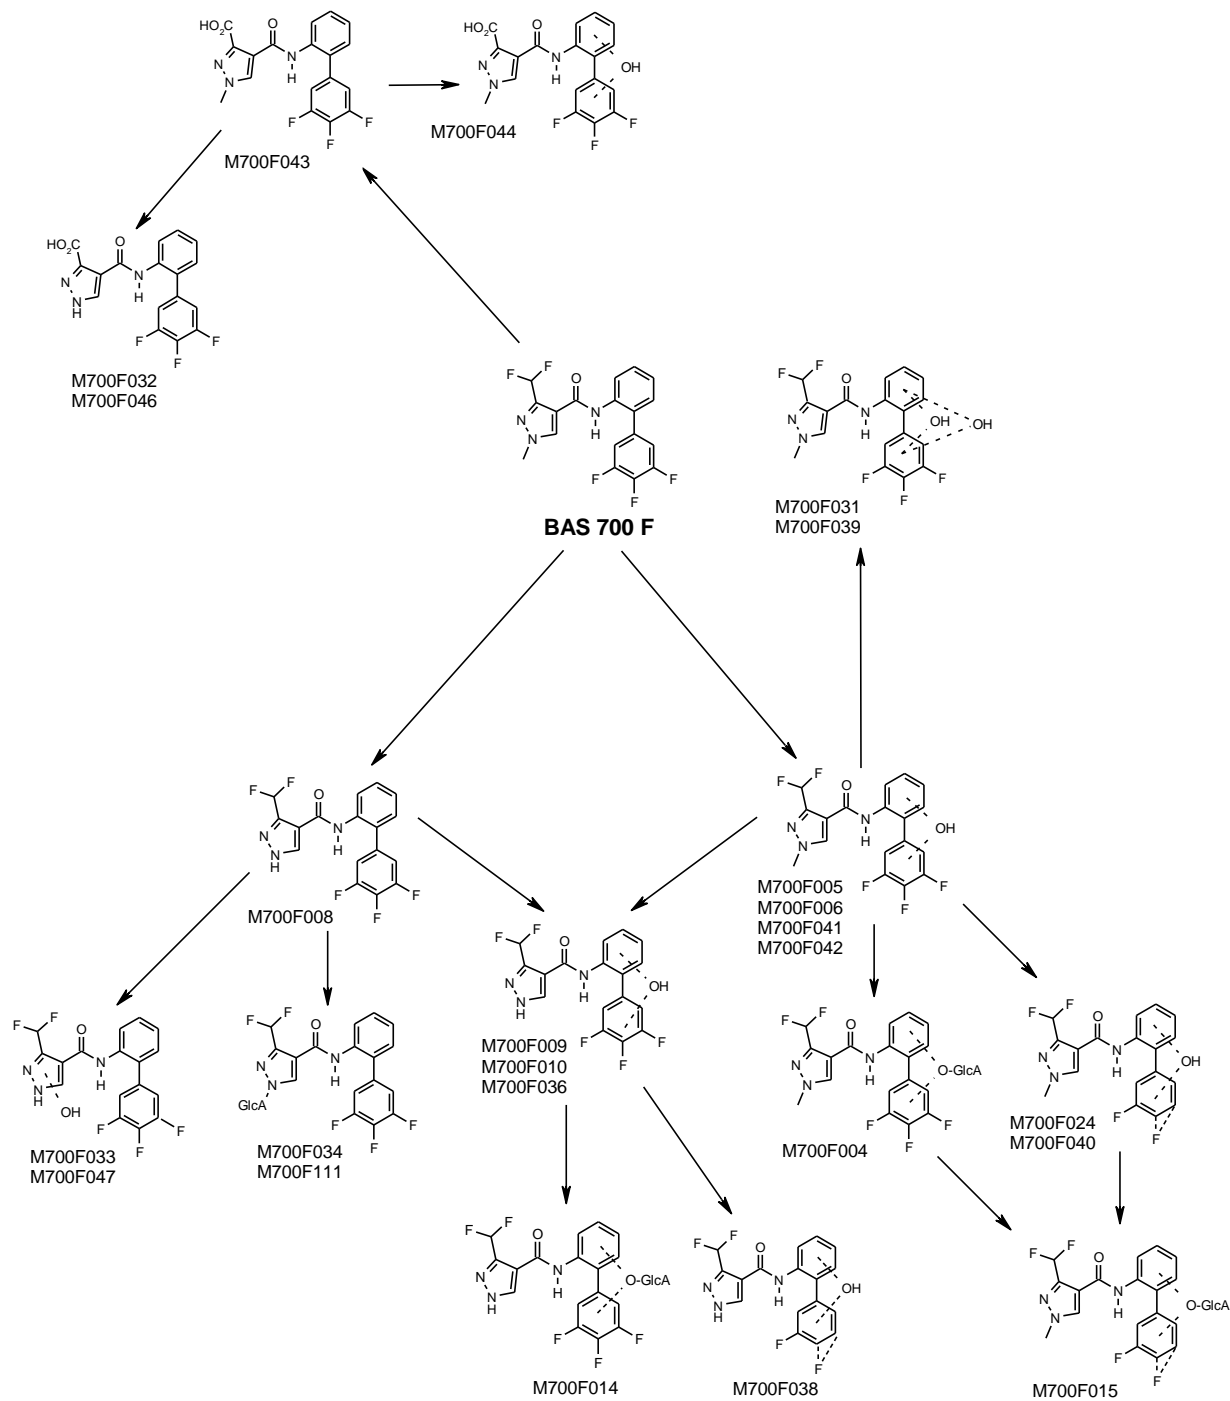 HO2C
O
N
N
N
H
F
F
F
M700F043
HO2C
O
N
N
N
H
OH
F
F
F
M700F044
HO2C
O
N
N
H
N
H
F
F
F
M700F032
M700F046
F
F
O
N
N
N
H
F
F
F
BAS 700 F
F
F
O
N
N
N
H
OH
OH
F
F
F
M700F031
M700F039
F
F
O
N
N
H
N
H
F
F
F
M700F008
F
F
O
N
N
N
H
OH
F
F
F
M700F005
M700F006
M700F041
M700F042
F
F
O
N
N
H
N
H
OH
F
F
F
M700F009
M700F010
M700F036
F
F
O
N
N
H
N
H
OH
F
F
F
M700F033
M700F047
F
F
O
N
N
N
H
GlcA
F
F
F
M700F034
M700F111
F
F
O
N
N
N
H
O-GlcA
F
F
F
M700F004
F
F
O
N
N
N
H
OH
F
F
M700F024
M700F040
F
F
O
N
N
H
N
H
O-GlcA
F
F
F
M700F014
F
F
O
N
N
H
N
H
OH
F
F
M700F038
F
F
O
N
N
N
H
O-GlcA
F
F
M700F015